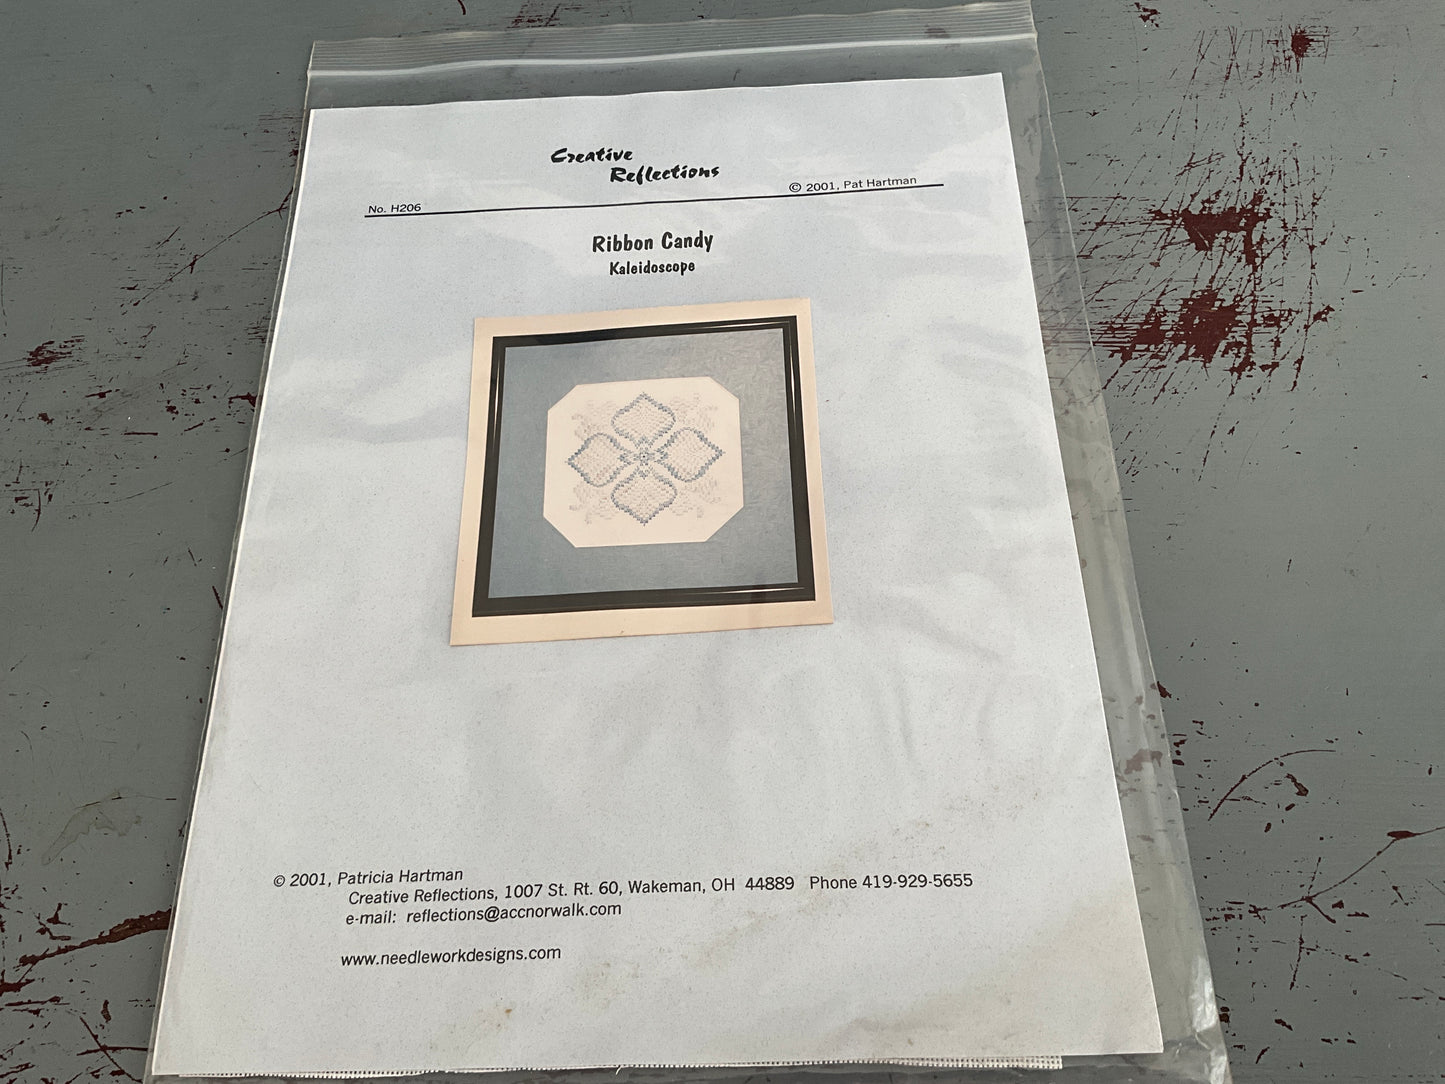 Creative
Reflections
© 2001, Pat Hartman
No. H206
Ribbon Candy
Kaleidoscope
© 2001, Patricia Hartman
Creative Reflections, 1007 St. Rt. 60, Wakeman, OH 44889 Phone 419-929-5655
e-mail: reflections@accnorwalk.com
www.needleworkdesigns.com